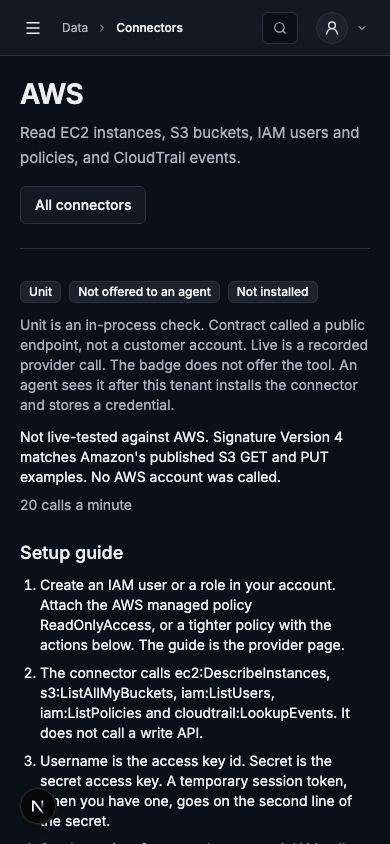 Data > Connectors
AWS
Read EC2 instances, S3 buckets, IAM users and
policies, and CloudTrail events.
All connectors
Unit Not offered to an agent Not installed
Unit is an in-process check. Contract called a public
endpoint, not a customer account. Live is a recorded
provider call. The badge does not offer the tool. An
agent sees it after this tenant installs the connector
and stores a credential.
Not live-tested against AWS. Signature Version 4
matches Amazon's published S3 GET and PUT
examples. No AWS account was called.
20 calls a minute
Setup guide
1. Create an IAM user or a role in your account.
Attach the AWS managed policy
ReadOnlyAccess, or a tighter policy with the
actions below. The guide is the provider page.
2. The connector calls ec2:DescribeInstances,
s3:ListAllMyBuckets, iam:ListUsers,
iam:ListPolicies and cloudtrail:LookupEvents. It
does not call a write API.
3. Username is the access key id. Secret is the
secret access key. A temporary session token,
when you have one, goes on the second line of
the secret.
N